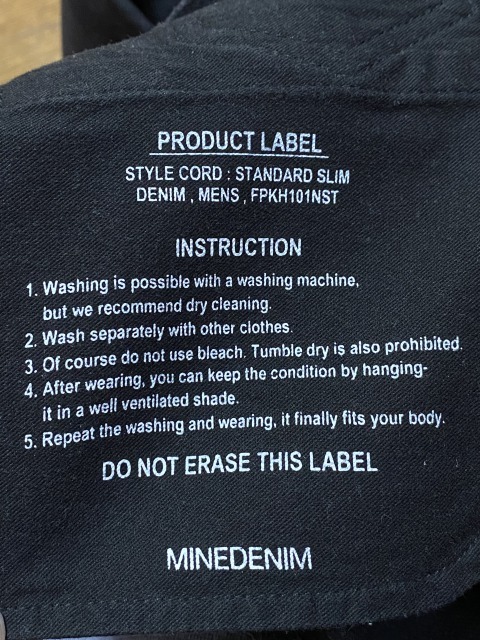 PRODUCT LABEL
STYLE CORD : STANDARD SLIM
DENIM , MENS , FPKH101NST
INSTRUCTION
1. Washing is possible with a washing machine,
but we recommend dry cleaning.
2. Wash separately with other clothes.
3. Of course do not use bleach. Tumble dry is also prohibited.
4. After wearing, you can keep the condition by hanging-
it in a well ventilated shade.
5. Repeat the washing and wearing, it finally fits your body.
DO NOT ERASE THIS LABEL
MINEDENIM